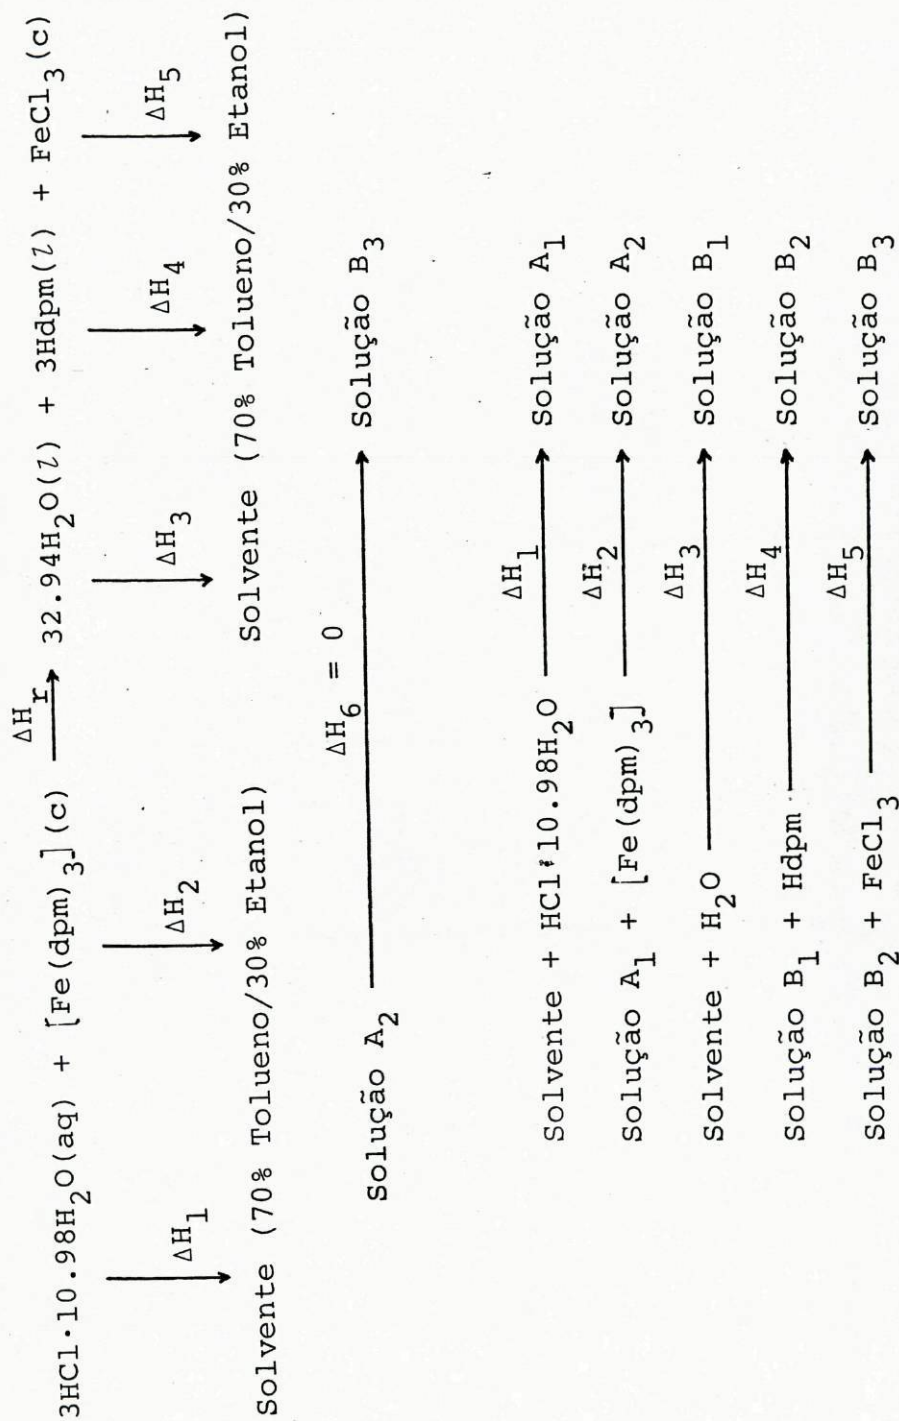 3HCl·10.98H2O(aq) + [Fe(dpm)3](c) ΔHr → 32.94H2O(l) + 3Hdpm(l) + FeCl3(c)
ΔH1 ΔH2 ΔH3 ΔH4 ΔH5
Solvente (70% Tolueno/30% Etanol) Solvente (70% Tolueno/30% Etanol)
ΔH6 = 0
Solução A2 → Solução B3
Solvente + HCl·10.98H2O ΔH1 → Solução A1
Solução A1 + [Fe(dpm)3] ΔH2 → Solução A2
Solvente + H2O ΔH3 → Solução B1
Solução B1 + Hdpm ΔH4 → Solução B2
Solução B2 + FeCl3 ΔH5 → Solução B3